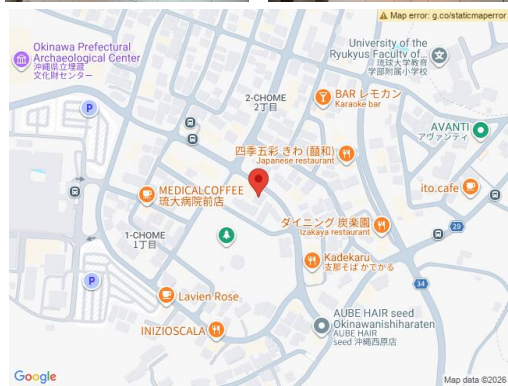 Map error: g.co/staticmaperror
Okinawa Prefectural
Archaeological Center
沖縄県立埋蔵
文化財センター
University of the
Ryukyus Faculty of...
琉球大学教育
学部附属小学校
P
2-CHOME
2丁目
BAR レモカン
Karaoke bar
AVANTI
アヴァンティ
四季五彩 きわ (囍和)
Japanese restaurant
MEDICALCOFFEE
琉大病院前店
ito.cafe
ダイニング 炭楽園
Izakaya restaurant
29
1-CHOME
1丁目
Kadekaru
支那そば かでかる
P
34
Lavien Rose
INIZIOSCALA
AUBE HAIR seed
Okinawanishiharaten
AUBE HAIR
seed 沖縄西原店
Google
Map data ©2026